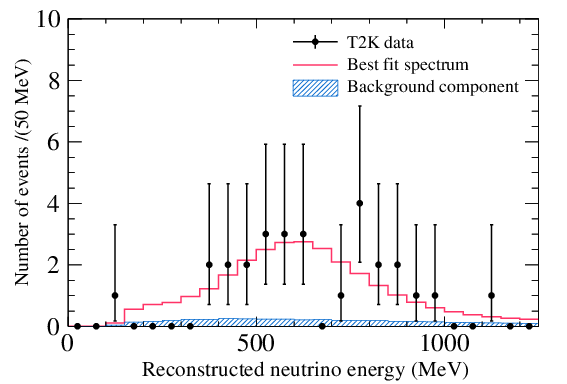 10
8
6
4
2
0
0
500
1000
T2K data
Best fit spectrum
Background component
Number of events /(50 MeV)
Reconstructed neutrino energy (MeV)